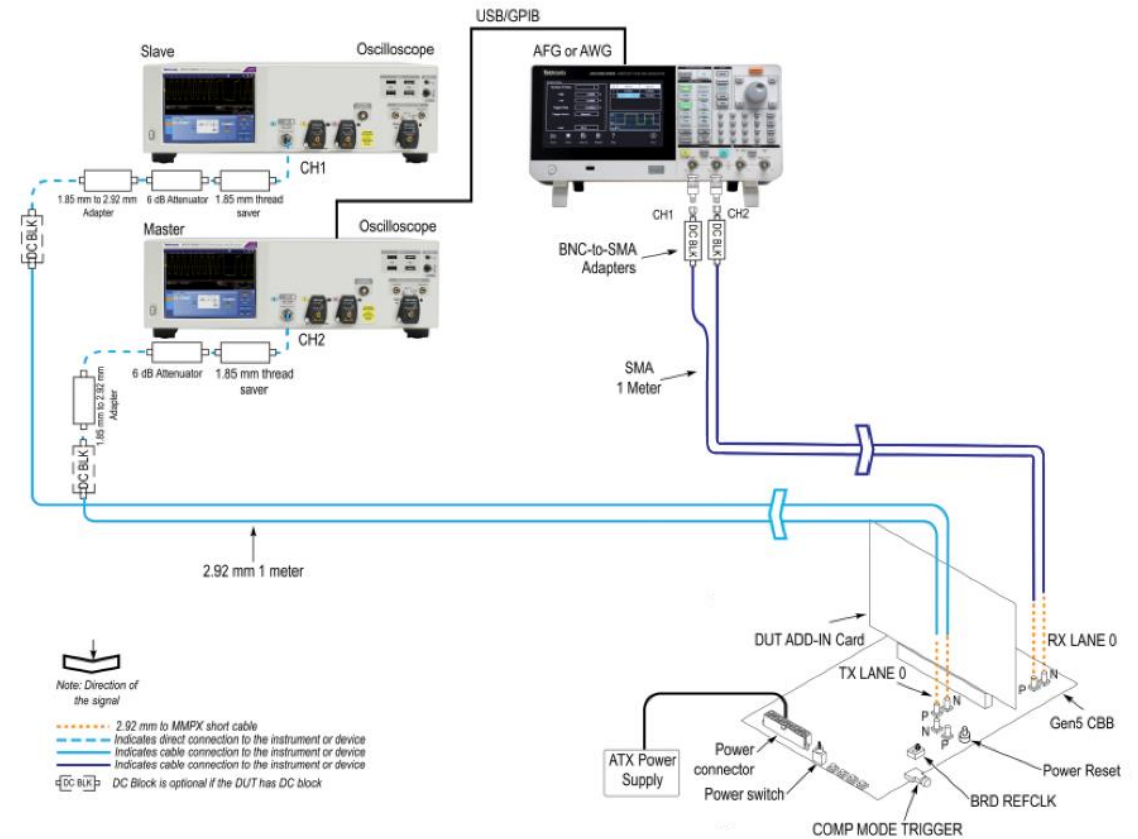 USB/GPIB
Slave
Oscilloscope
AFG or AWG
Tektronix
CH1
1.85 mm to 2.92 mm
Adapter
6 dB Attenuator
1.85 mm thread
saver
DC BLK
Master
Oscilloscope
CH1
CH2
DC BLK
DC BLK
BNC-to-SMA
Adapters
CH2
6 dB Attenuator
1.85 mm thread
saver
1.85 mm to 2.92 mm
Adapter
DC BLK
SMA
1 Meter
2.92 mm 1 meter
DUT ADD-IN Card
RX LANE 0
TX LANE 0
P
N
P
N
N
P
Gen5 CBB
Note: Direction of
the signal
2.92 mm to MMPX short cable
Indicates direct connection to the instrument or device
Indicates cable connection to the instrument or device
Indicates cable connection to the instrument or device
DC BLK
DC Block is optional if the DUT has DC block
ATX Power
Supply
Power
connector
Power switch
Power Reset
BRD REFCLK
COMP MODE TRIGGER